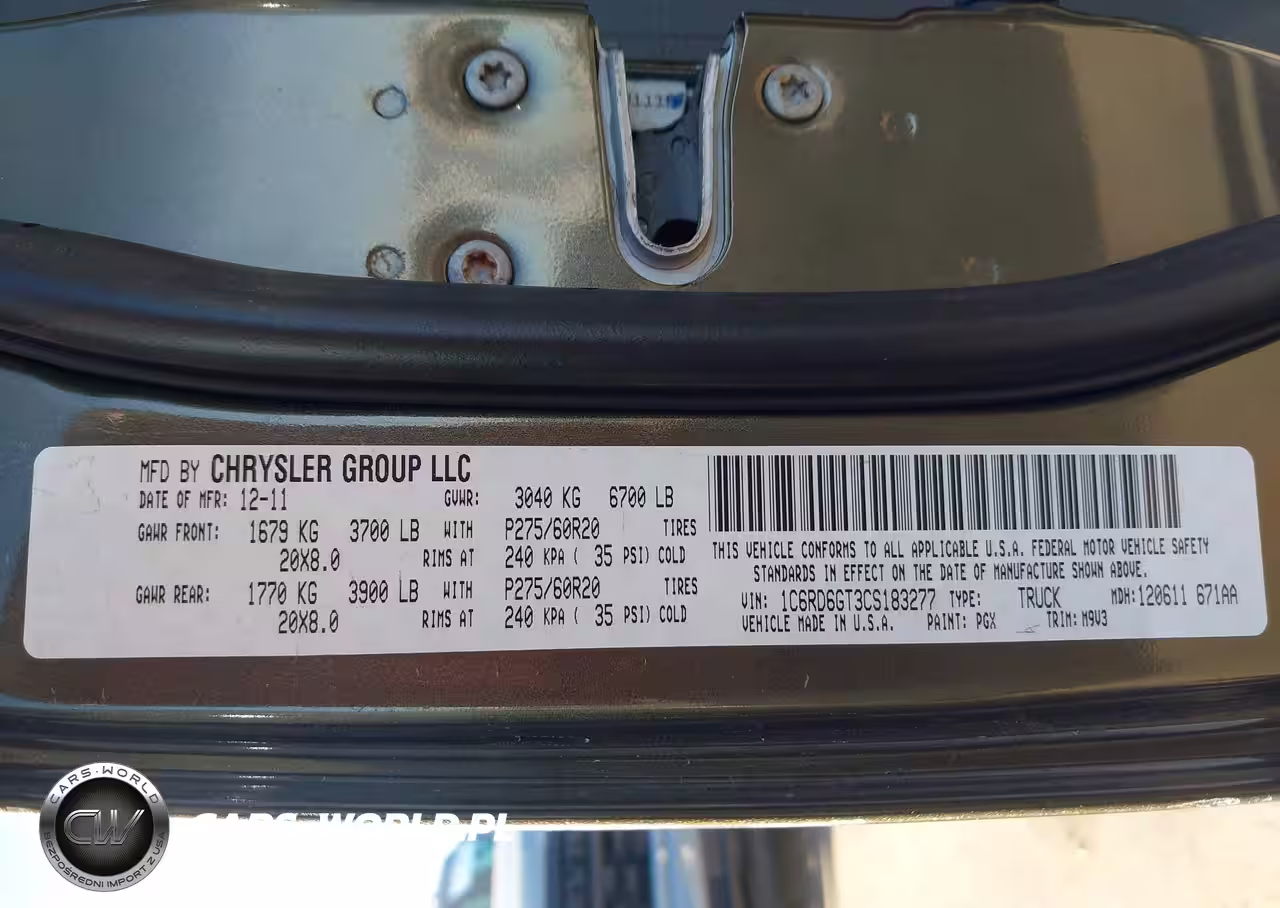 MFD BY CHRYSLER GROUP LLC
DATE OF MFR: 12-11 GVWR: 3040 KG 6700 LB
GAWR FRONT: 1679 KG 3700 LB WITH P275/60R20 TIRES
20X8.0 RIMS AT 240 KPA ( 35 PSI) COLD
GAWR REAR: 1770 KG 3900 LB WITH P275/60R20 TIRES
20X8.0 RIMS AT 240 KPA ( 35 PSI) COLD
THIS VEHICLE CONFORMS TO ALL APPLICABLE U.S.A. FEDERAL MOTOR VEHICLE SAFETY
STANDARDS IN EFFECT ON THE DATE OF MANUFACTURE SHOWN ABOVE.
VIN: 1C6RD6GT3CS183277 TYPE: TRUCK MDH:120611 671AA
VEHICLE MADE IN U.S.A. PAINT: PGX TRIM: M9V3
CARS-WORLD
CW
BEZPOŚREDNI IMPORT Z USA
CARS-WORLD.PL